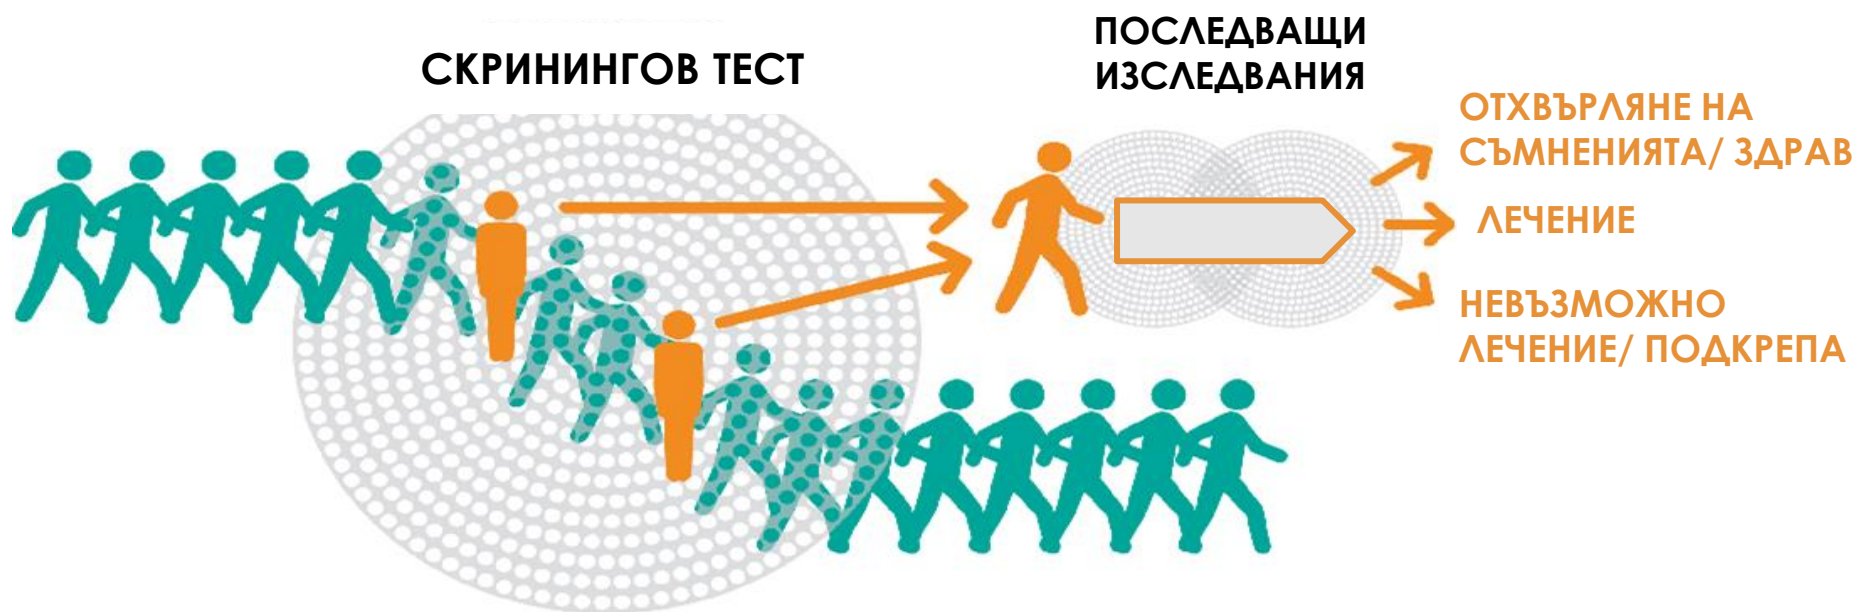 СКРИНИНГОВ ТЕСТ
ПОСЛЕДВАЩИ
ИЗСЛЕДВАНИЯ
ОТХВЪРЛЯНЕ НА
СЪМНЕНИЯТА/ ЗДРАВ
ЛЕЧЕНИЕ
НЕВЪЗМОЖНО
ЛЕЧЕНИЕ/ ПОДКРЕПА